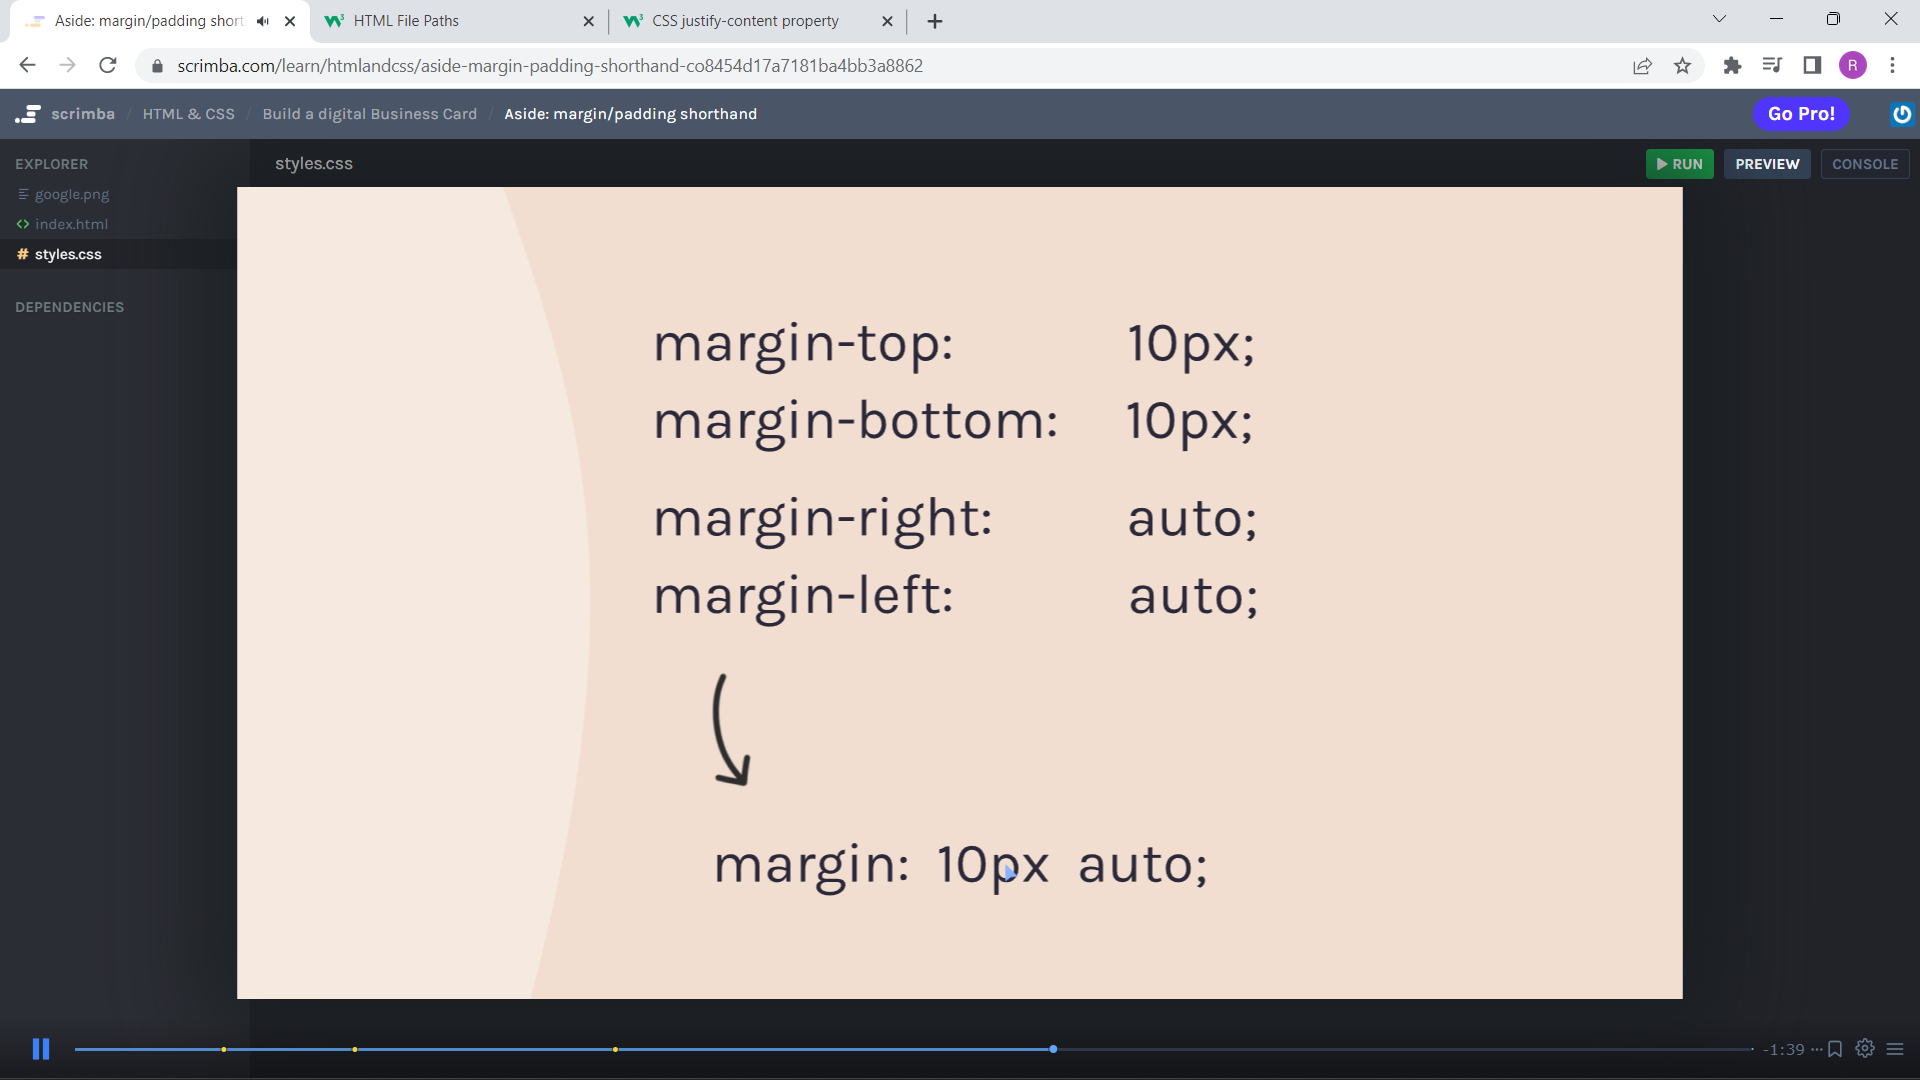 Aside: margin/padding short
HTML File Paths
CSS justify-content property
scrimba.com/learn/htmlandcss/aside-margin-padding-shorthand-co8454d17a7181ba4bb3a8862
R
scrimba / HTML & CSS / Build a digital Business Card / Aside: margin/padding shorthand
Go Pro!
EXPLORER
google.png
index.html
# styles.css
DEPENDENCIES
styles.css
RUN
PREVIEW
CONSOLE
margin-top: 10px;
margin-bottom: 10px;
margin-right: auto;
margin-left: auto;
margin: 10px auto;
-1:39